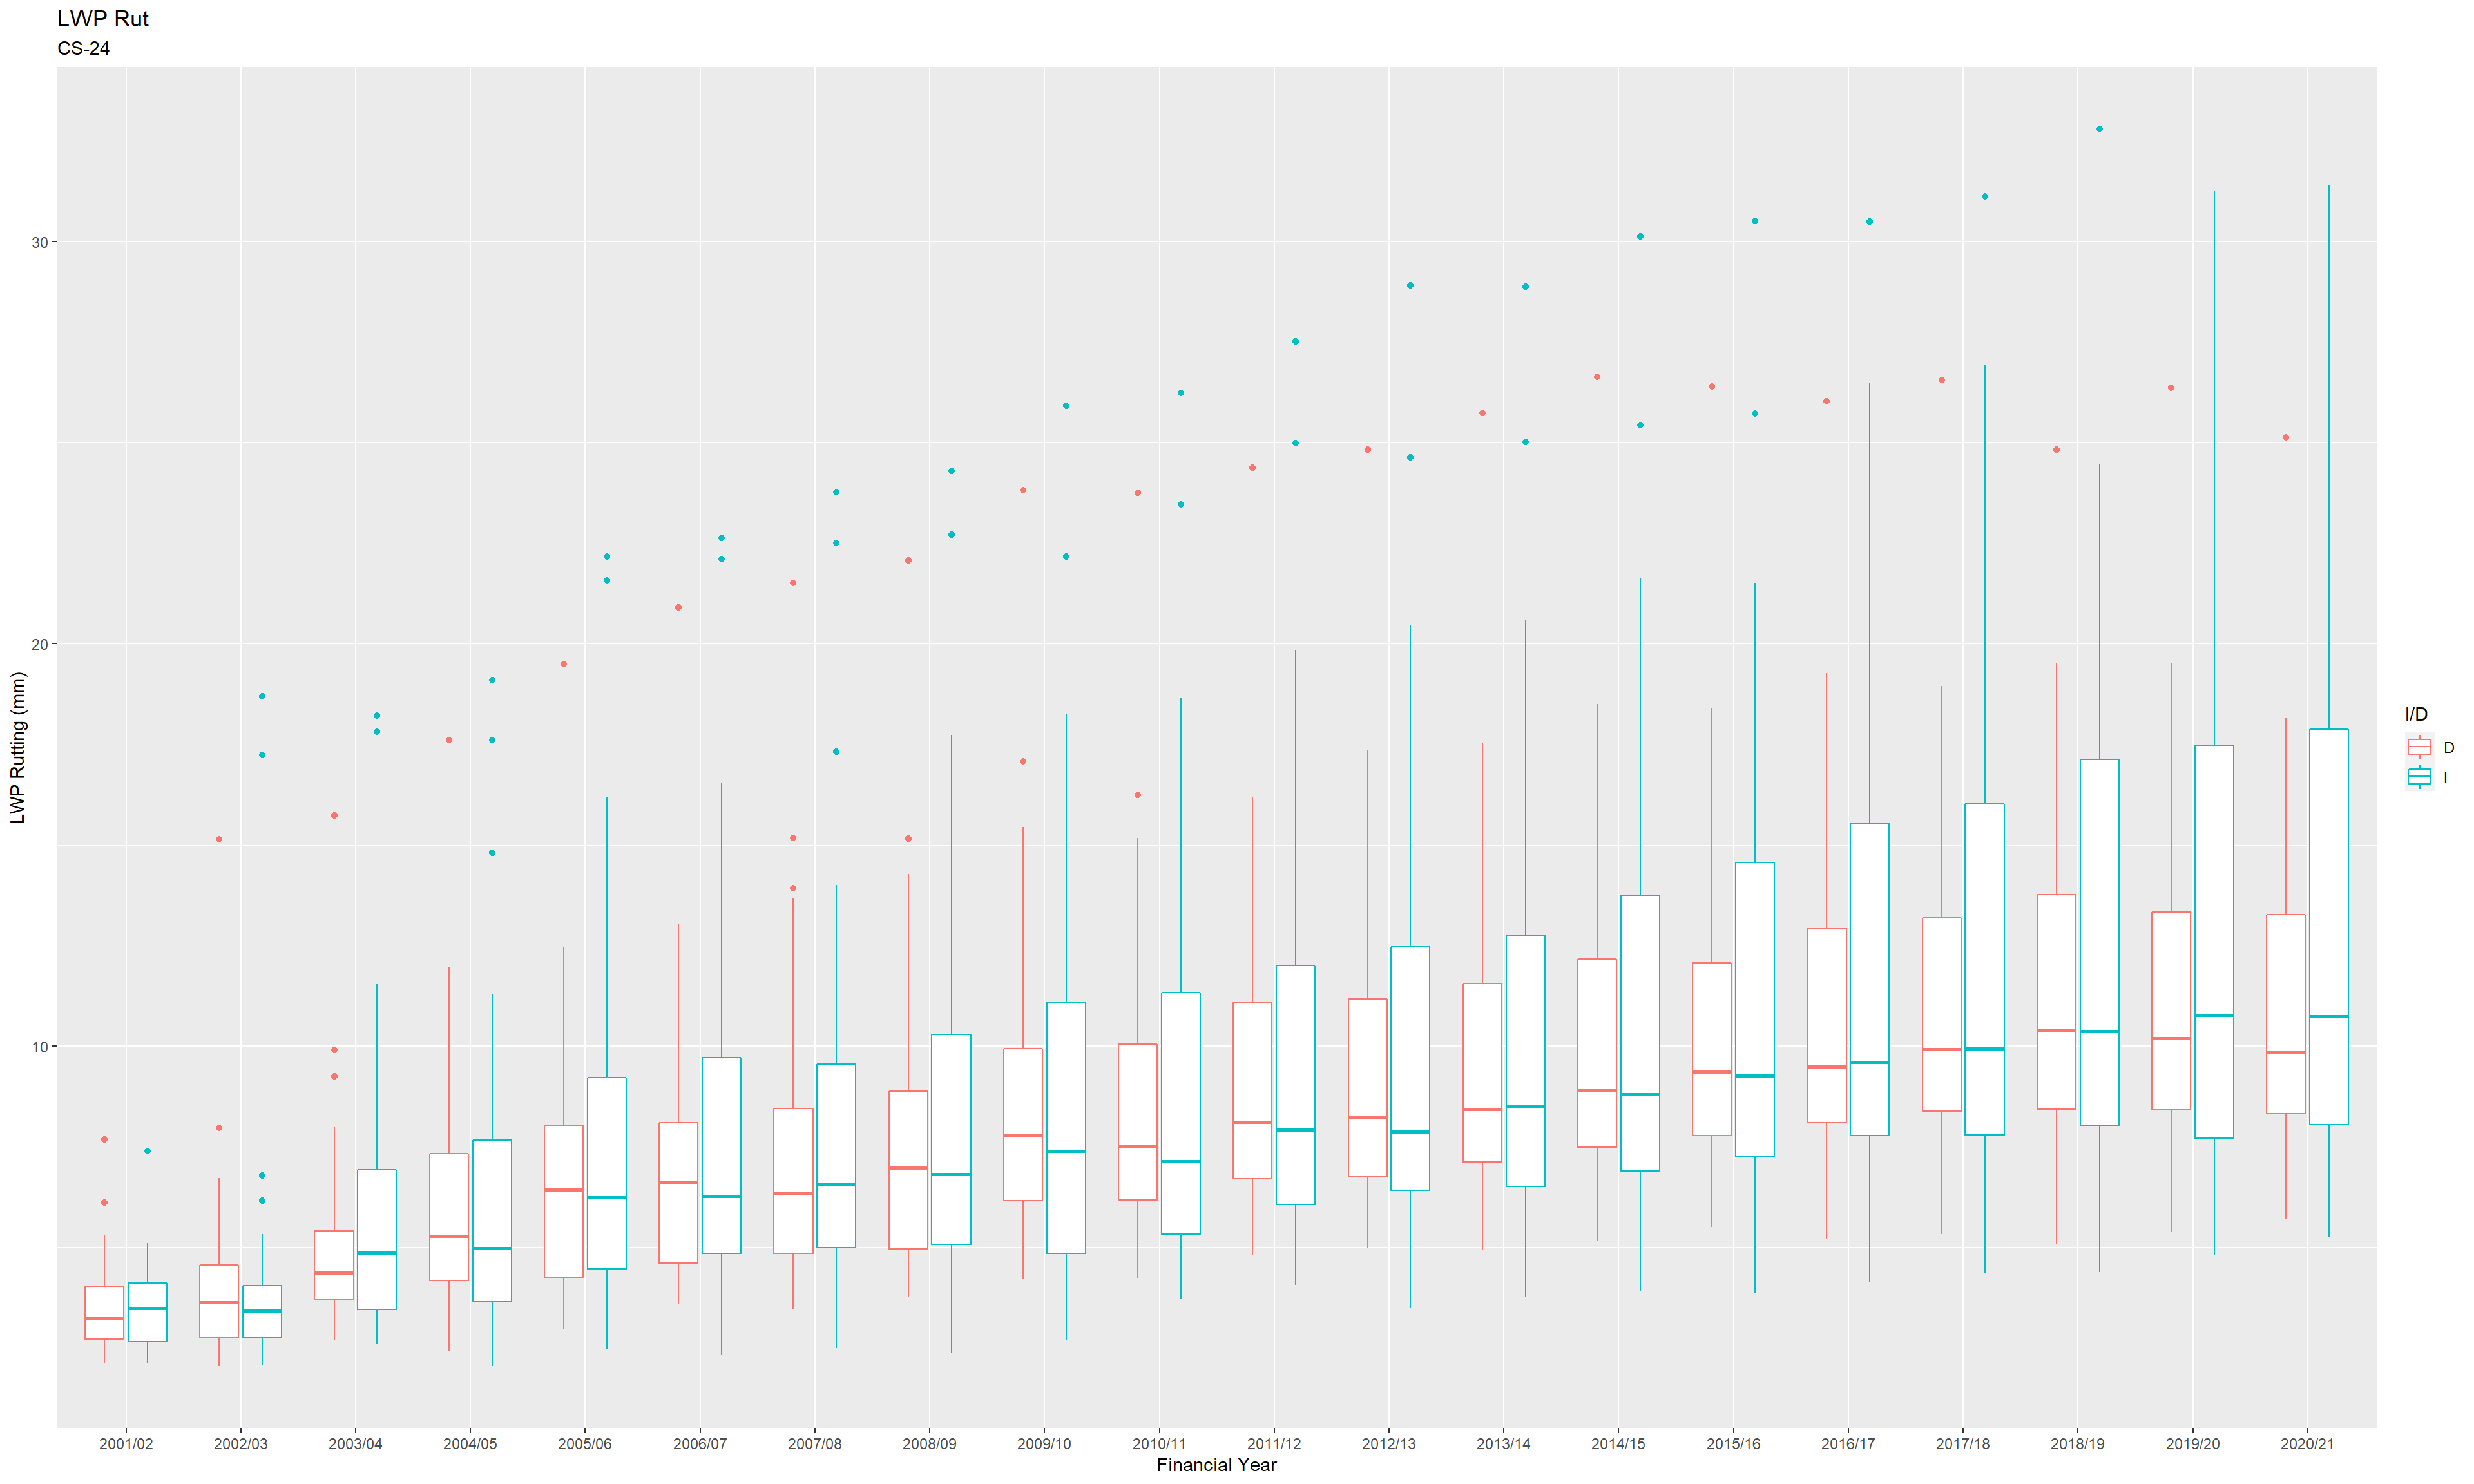 LWP Rut
CS-24
LWP Rutting (mm)
30
20
10
2001/02 2002/03 2003/04 2004/05 2005/06 2006/07 2007/08 2008/09 2009/10 2010/11 2011/12 2012/13 2013/14 2014/15 2015/16 2016/17 2017/18 2018/19 2019/20 2020/21
Financial Year
I/D
D
I